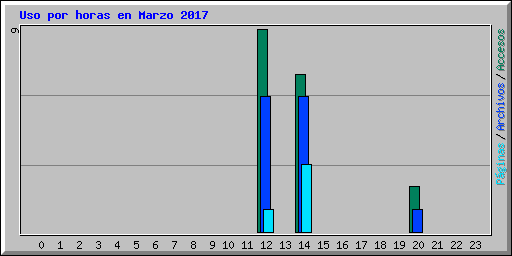 Uso por horas en Marzo 2017
9
Páginas/Archivos/Accesos
0 1 2 3 4 5 6 7 8 9 10 11 12 13 14 15 16 17 18 19 20 21 22 23